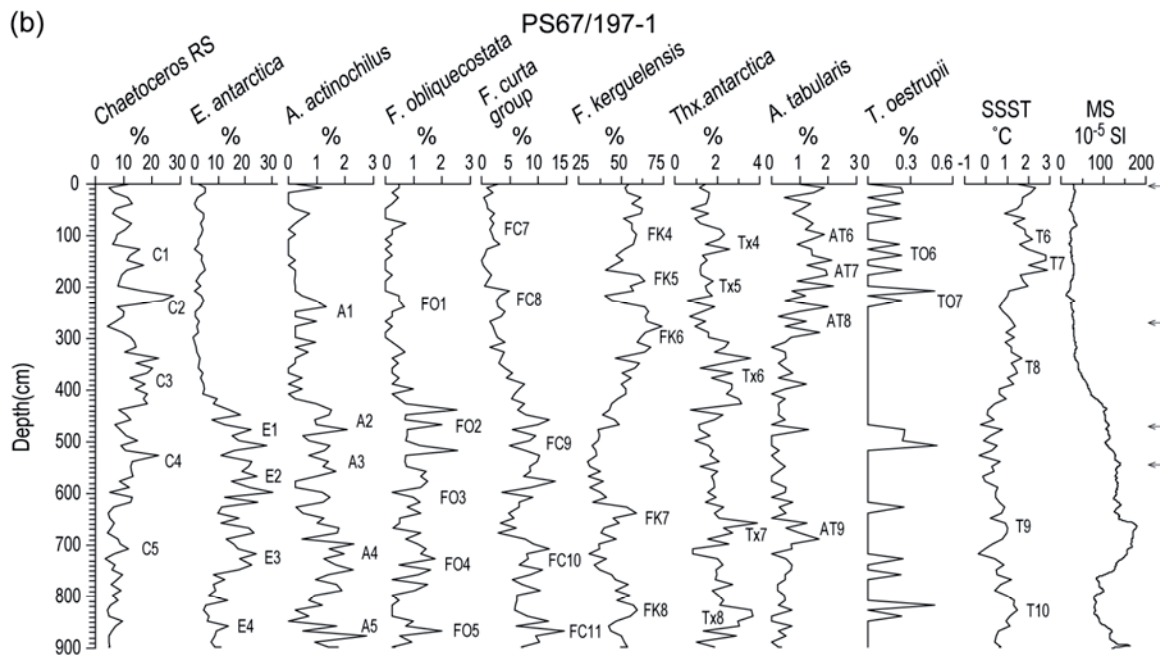 (b)
PS67/197-1
Chaetoceros RS
E. antarctica
A. actinochilus
F. obliquecostata
F. curta
group
F. kerguelensis
Thx.antarctica
A. tabularis
T. oestrupii
SSST
MS
% % % % % % % % % ˚C 10⁻⁵ SI
0 10 20 30 0 10 20 30 0 1 2 3 0 1 2 3 0 5 10 15 25 50 75 0 2 4 0 1 2 3 0 0.3 0.6 -1 0 1 2 3 0 100 200
Depth(cm)
0
100
200
300
400
500
600
700
800
900
C1
C2
C3
C4
C5
E1
E2
E3
E4
A1
A2
A3
A4
A5
FO1
FO2
FO3
FO4
FO5
FC7
FC8
FC9
FC10
FC11
FK4
FK5
FK6
FK7
FK8
Tx4
Tx5
Tx6
Tx7
Tx8
AT6
AT7
AT8
AT9
TO6
TO7
T6
T7
T8
T9
T10